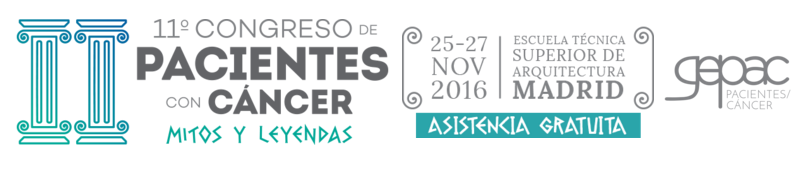 11º CONGRESO DE
PACIENTES
CON CÁNCER
MITOS Y LEYENDAS
25-27
NOV
2016
ESCUELA TÉCNICA
SUPERIOR DE
ARQUITECTURA
MADRID
ASISTENCIA GRATUITA
gepac
PACIENTES/
CÁNCER